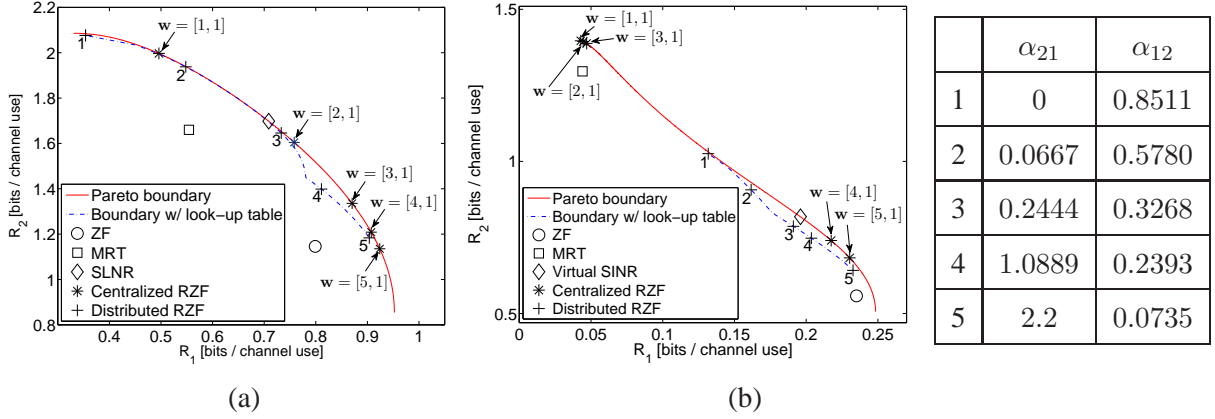 2.2
2
1.8
1.6
1.4
1.2
1
0.8
R2 [bits / channel use]
0.4
0.5
0.6
0.7
0.8
0.9
1
R1 [bits / channel use]
1
w = [1, 1]
2
3
w = [2, 1]
4
w = [3, 1]
w = [4, 1]
5
w = [5, 1]
Pareto boundary
Boundary w/ look−up table
ZF
MRT
SLNR
Centralized RZF
Distributed RZF
(a)
1.5
1
0.5
R2 [bits / channel use]
0
0.05
0.1
0.15
0.2
0.25
R1 [bits / channel use]
w = [1, 1]
w = [3, 1]
w = [2, 1]
1
2
3
4
w = [4, 1]
w = [5, 1]
5
Pareto boundary
Boundary w/ look−up table
ZF
MRT
Virtual SINR
Centralized RZF
Distributed RZF
(b)
α21 α12
1 0 0.8511
2 0.0667 0.5780
3 0.2444 0.3268
4 1.0889 0.2393
5 2.2 0.0735